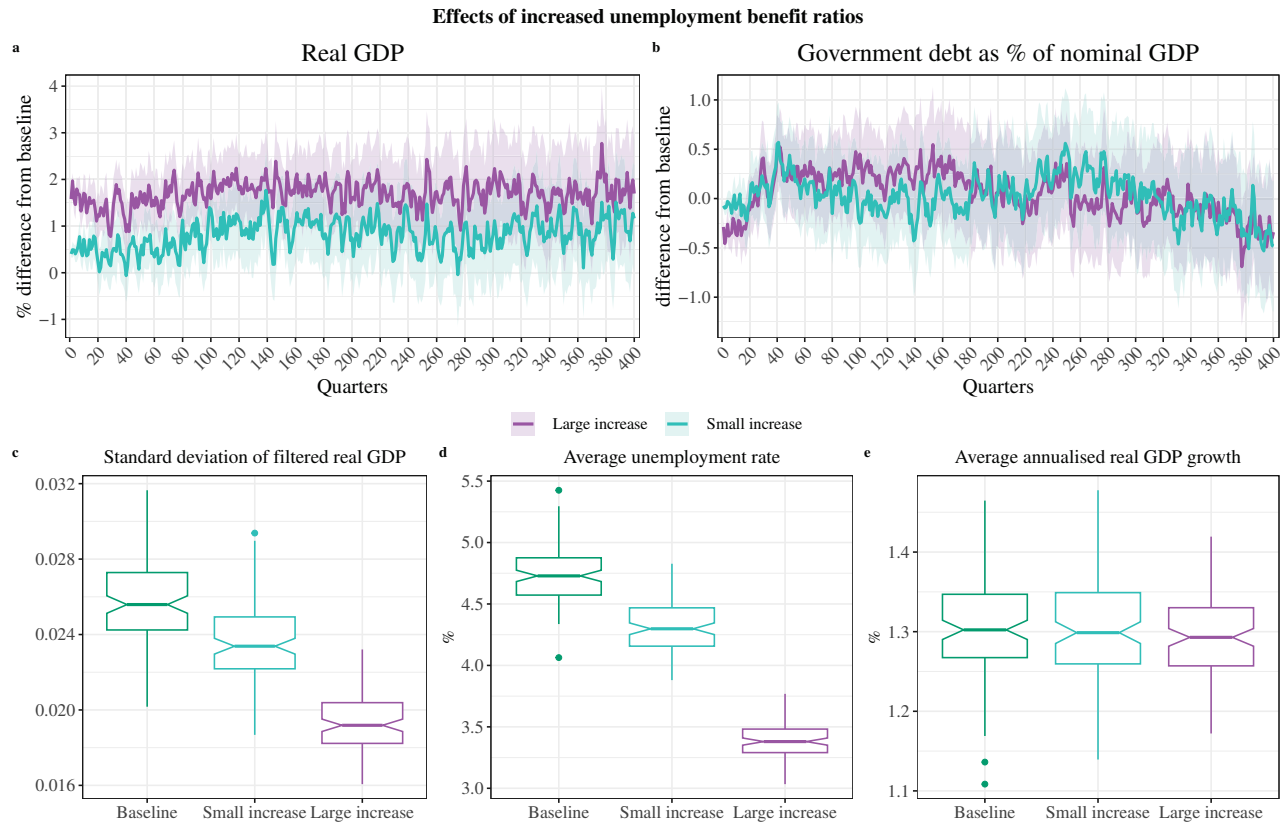 Effects of increased unemployment benefit ratios
a
Real GDP
% difference from baseline
4
3
2
1
0
−1
0 20 40 60 80 100 120 140 160 180 200 220 240 260 280 300 320 340 360 380 400
Quarters
b
Government debt as % of nominal GDP
difference from baseline
1.0
0.5
0.0
−0.5
−1.0
0 20 40 60 80 100 120 140 160 180 200 220 240 260 280 300 320 340 360 380 400
Quarters
Large increase Small increase
c
Standard deviation of filtered real GDP
0.032
0.028
0.024
0.020
0.016
Baseline Small increase Large increase
d
Average unemployment rate
%
5.5
5.0
4.5
4.0
3.5
3.0
Baseline Small increase Large increase
e
Average annualised real GDP growth
%
1.4
1.3
1.2
1.1
Baseline Small increase Large increase